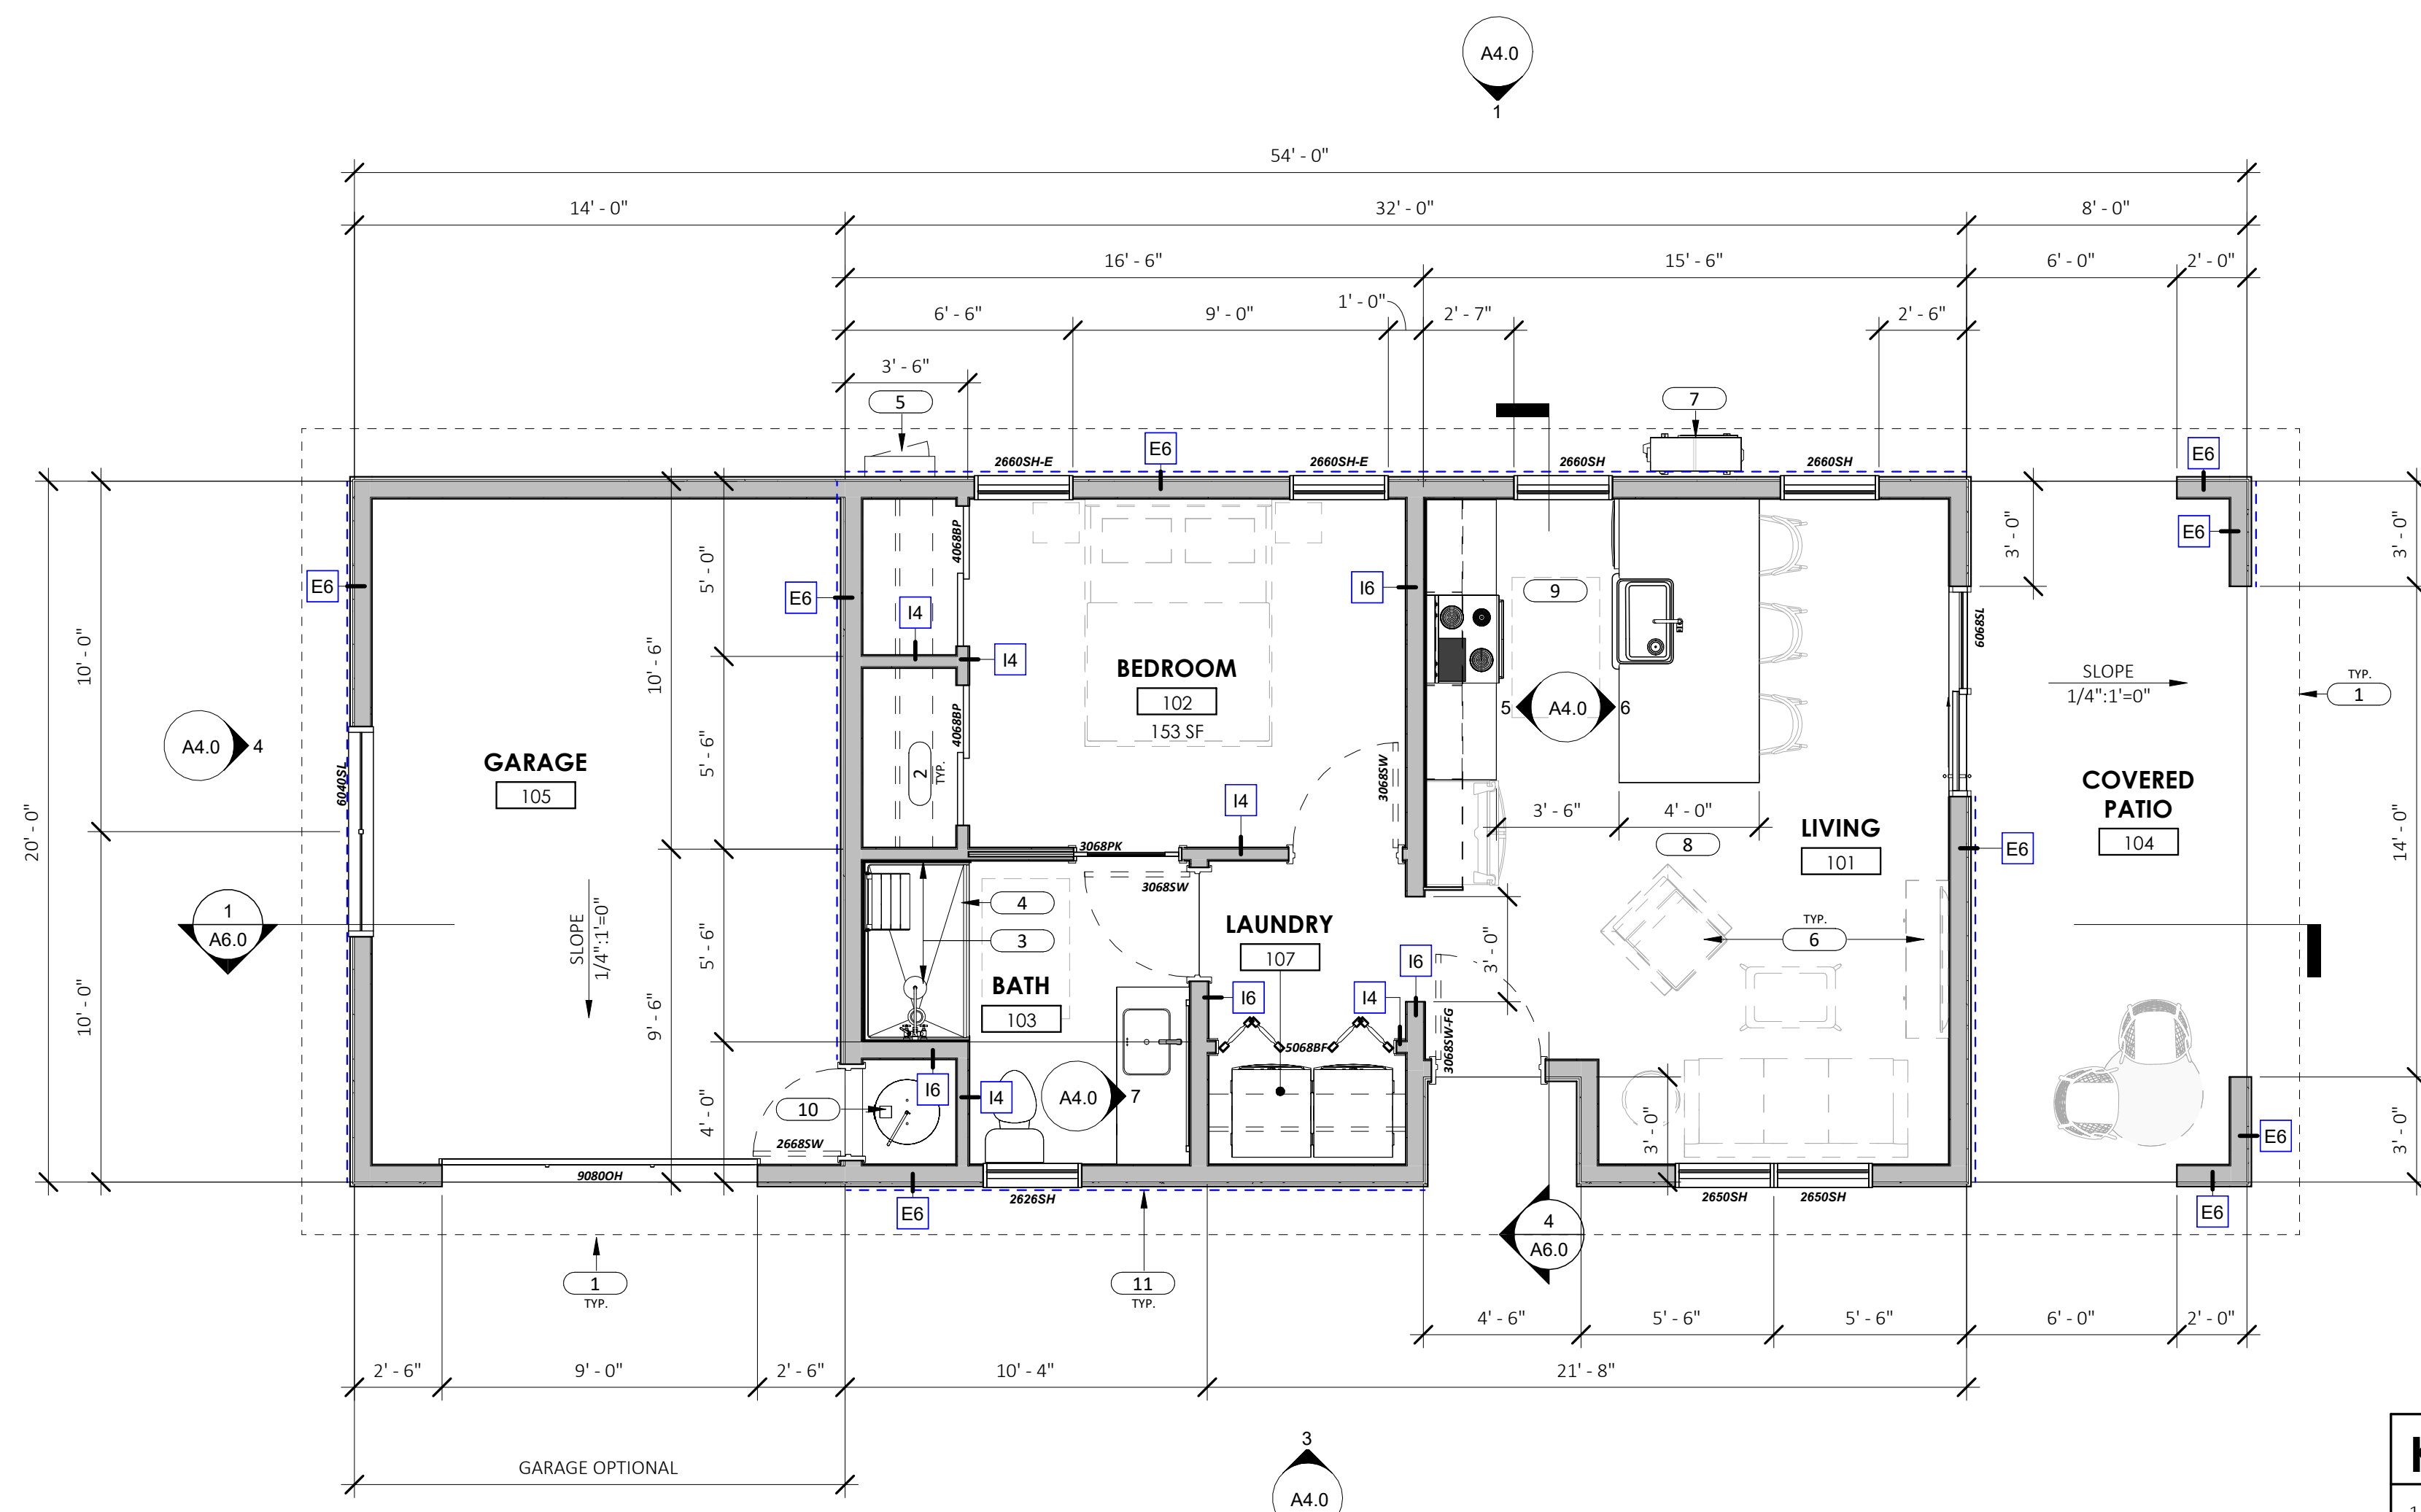 A4.0
1
54' - 0"
14' - 0"
32' - 0"
8' - 0"
16' - 6"
15' - 6"
6' - 0"
2' - 0"
6' - 6"
9' - 0"
1' - 0"
2' - 7"
2' - 6"
3' - 6"
5
7
E6
E6
2660SH-E
2660SH-E
2660SH
2660SH
E6
E6
3' - 0"
3' - 0"
5' - 0"
4068BP
E6
E6
I4
I6
9
6068SL
10' - 0"
10' - 6"
I4
BEDROOM
102
153 SF
SLOPE
1/4":1'=0"
TYP.
1
5
A4.0
6
A4.0
4
GARAGE
105
6040SL
5' - 6"
2
TYP.
4068BP
3068SW
I4
3' - 6"
4' - 0"
8
LIVING
101
COVERED
PATIO
104
20' - 0"
14' - 0"
3068PK
3068SW
E6
1
A6.0
SLOPE
1/4":1'=0"
5' - 6"
4
3
LAUNDRY
107
3' - 0"
TYP.
6
I6
BATH
103
I6
I4
10' - 0"
9' - 6"
5068BF
3068SW-FG
I6
I4
A4.0
7
10
4' - 0"
2668SW
3' - 0"
E6
3' - 0"
9080OH
2626SH
2650SH
2650SH
E6
E6
4
A6.0
1
TYP.
11
TYP.
4' - 6"
5' - 6"
5' - 6"
6' - 0"
2' - 0"
2' - 6"
9' - 0"
2' - 6"
10' - 4"
21' - 8"
GARAGE OPTIONAL
3
A4.0